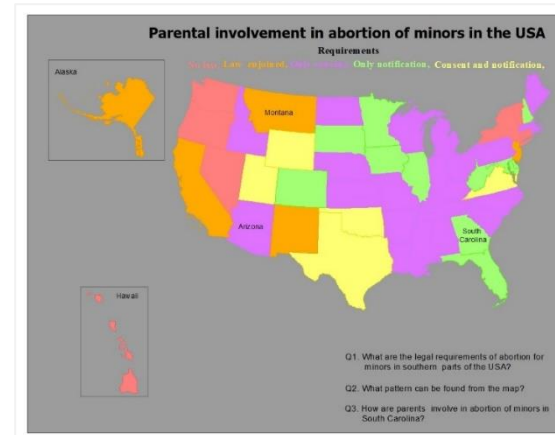 Parental involvement in abortion of minors in the USA
Requirements
Law enjoined, Only notification, Consent and notification,
Alaska
Montana
Arizona
South
Carolina
Hawaii
Q1. What are the legal requirements of abortion for
minors in southern parts of the USA?
Q2. What pattern can be found from the map?
Q3. How are parents involve in abortion of minors in
South Carolina?